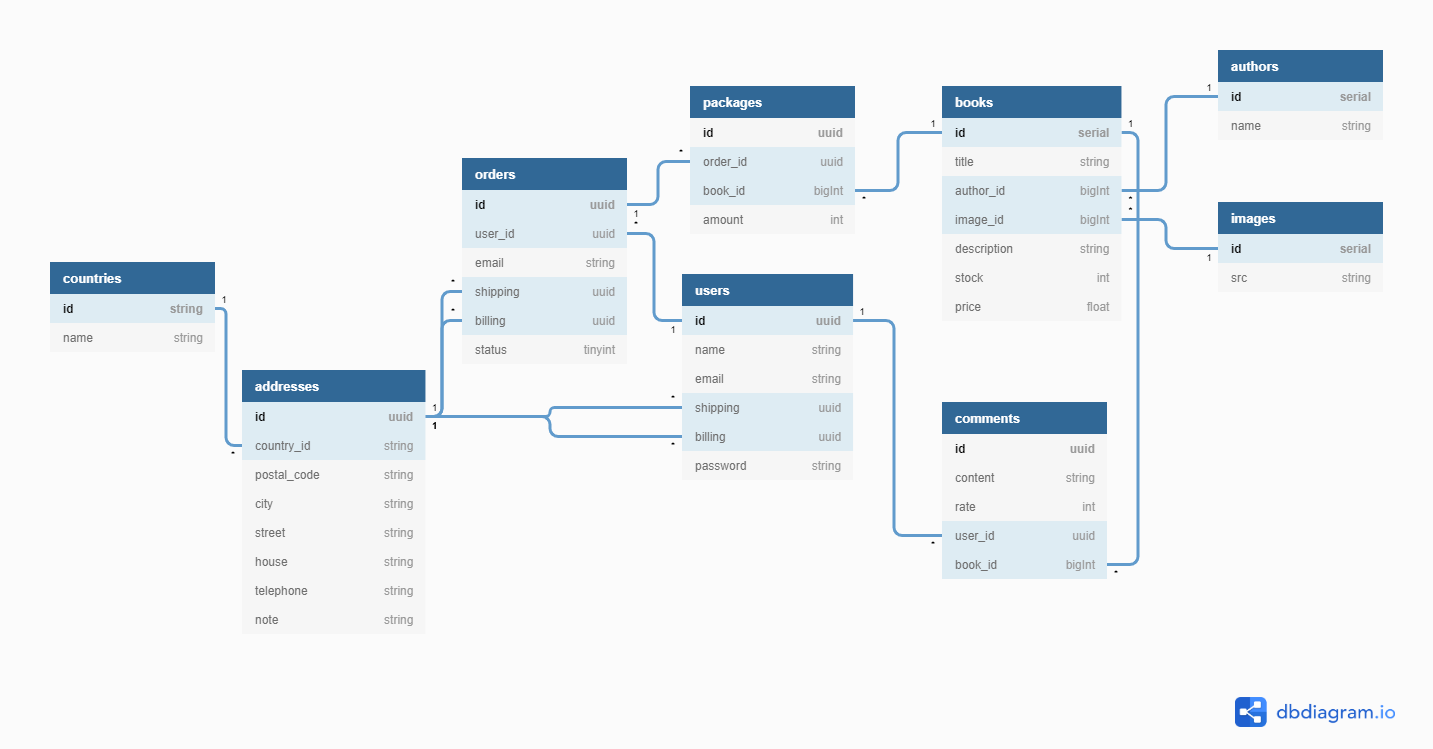 countries
id string
name string
addresses
id uuid
country_id string
postal_code string
city string
street string
house string
telephone string
note string
orders
id uuid
user_id uuid
email string
shipping uuid
billing uuid
status tinyint
packages
id uuid
order_id uuid
book_id bigInt
amount int
users
id uuid
name string
email string
shipping uuid
billing uuid
password string
books
id serial
title string
author_id bigInt
image_id bigInt
description string
stock int
price float
comments
id uuid
content string
rate int
user_id uuid
book_id bigInt
authors
id serial
name string
images
id serial
src string
1
*
1
1
*
*
1
*
*
1
*
*
*
1
1
*
1
1
*
*
*
*
1
1
dbdiagram.io